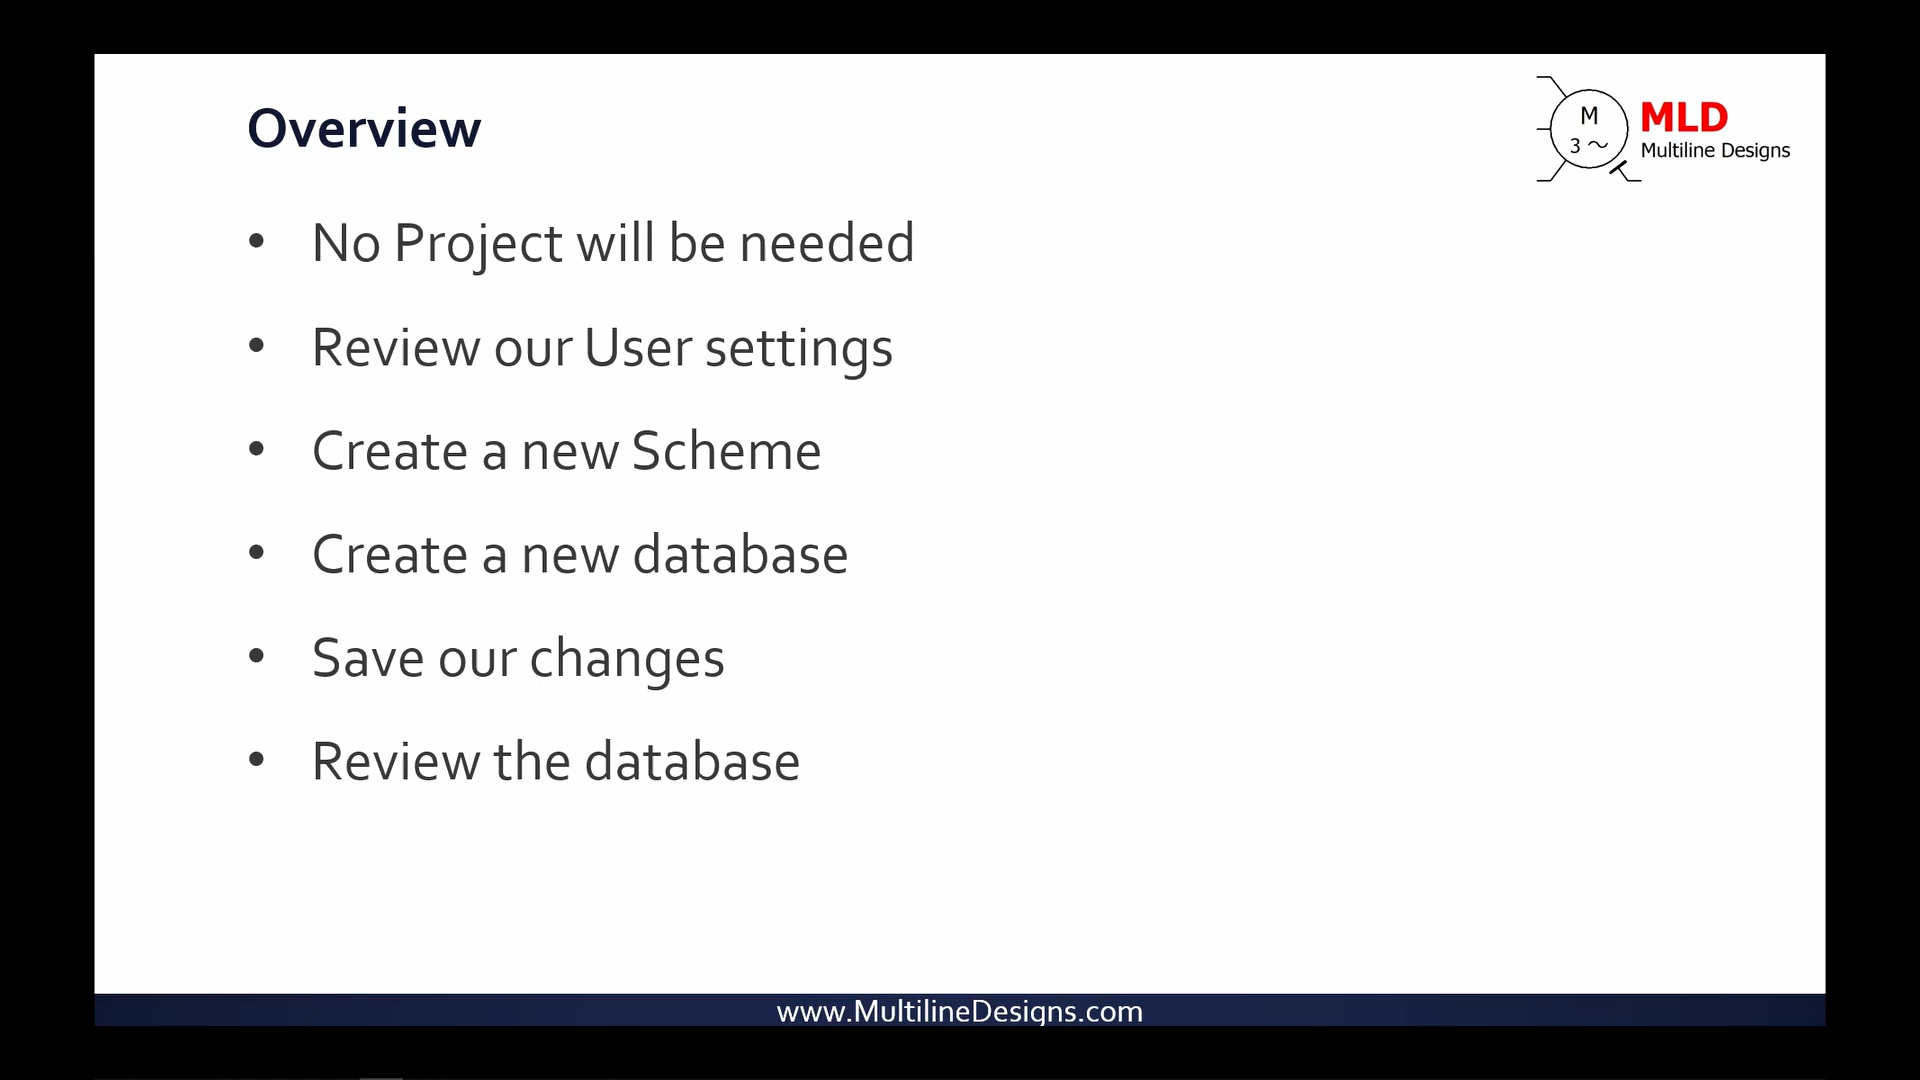 Overview
M
3 ~
MLD
Multiline Designs
• No Project will be needed
• Review our User settings
• Create a new Scheme
• Create a new database
• Save our changes
• Review the database
www.MultilineDesigns.com